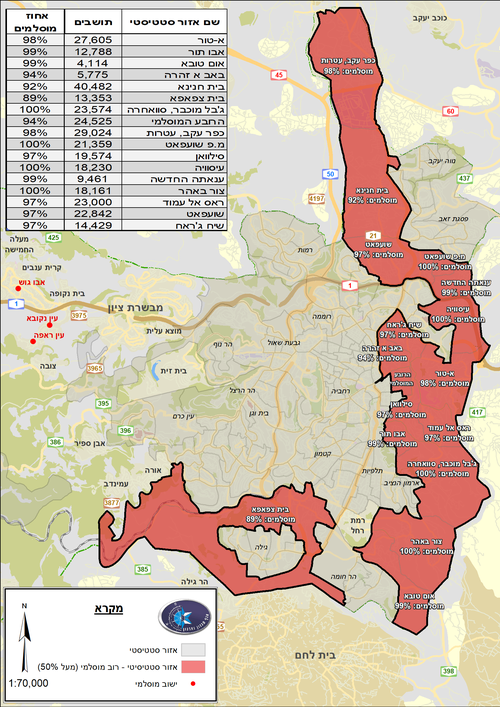 שם אזור סטטיסטי תושבים אחוז מוסלמים
א-טור 27,605 98%
אבו תור 12,788 99%
אום טובא 4,114 99%
באב א זהרה 5,775 94%
בית חנינא 40,482 92%
בית צפאפא 13,353 89%
ג'בל מוכבר, סוואחרה 23,574 100%
הרבע המוסלמי 24,525 94%
כפר עקב, עטרות 29,024 98%
מ.פ שועפאט 21,359 100%
סילוואן 19,574 97%
עיסוויה 18,230 100%
ענאתה החדשה 9,461 99%
צור באהר 18,161 100%
ראס אל עמוד 23,000 97%
שועפאט 22,842 97%
שיח ג'ראח 14,429 97%
כוכב יעקב
כפר עקב, עטרות
מוסלמים: 98%
45
60
50
נווה יעקב
בית חנינא
מוסלמים: 92%
4197
פסגת זאב
21
425
רמות
שועפאט
מוסלמים: 97%
מעלה
החמישה
קרית ענבים
מ.פ שועפאט
מוסלמים: 100%
אבו גוש
1
ענאתה החדשה
מוסלמים: 99%
בית נקופה
1
מבשרת ציון
עיסוויה
מוסלמים: 100%
עין נקובא
3975
רוממה
שיח ג'ראח
מוסלמים: 97%
מוצא עלית
עין ראפה
הר נוף
גבעת שאול
באב א זהרה
מוסלמים: 94%
צובה
3965
בית זית
הרובע
המוסלמי
א-טור
מוסלמים: 98%
הר הרצל
רחביה
395
סילוואן
מוסלמים: 97%
417
עין כרם
בית וגן
ראס אל עמוד
מוסלמים: 97%
396
אבו תור
מוסלמים: 99%
386
אבן ספיר
קטמון
אורה
תלפיות
ג'בל מוכבר, סוואחרה
מוסלמים: 100%
עמינדב
ארמון הנציב
3877
בית צפאפא
מוסלמים: 89%
רמת
רחל
צור באהר
מוסלמים: 100%
גילה
385
הר גילה
הר חומה
אום טובא
מוסלמים: 99%
בית לחם
398
מקרא
N
אזור סטטיסטי
אזור סטטיסטי - רוב מוסלמי (מעל 50%)
ישוב מוסלמי
1:70,000